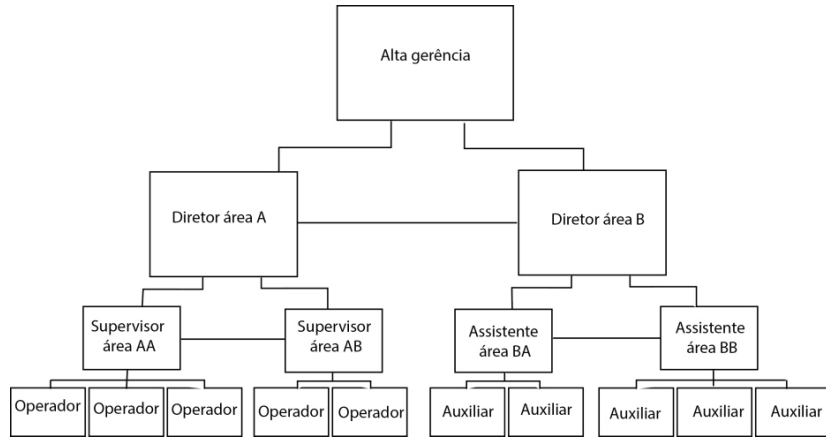 Alta gerência
Diretor área A
Diretor área B
Supervisor
área AA
Supervisor
área AB
Assistente
área BA
Assistente
área BB
Operador
Operador
Operador
Operador
Operador
Auxiliar
Auxiliar
Auxiliar
Auxiliar
Auxiliar